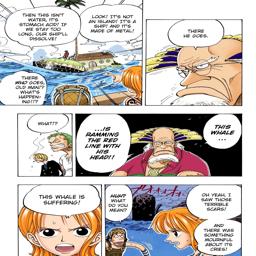 THEN THIS ISN'T
WATER, IT'S
STOMACH ACID! IF
WE STAY TOO
LONG, OUR SHIP'LL
DISSOLVE!
LOOK! IT'S NOT
AN ISLAND! IT'S A
SHIP! AND IT'S
MADE OF METAL!
THERE
HE GOES.
THERE
WHO GOES,
OLD MAN!?
WHAT'S
HAPPEN-
ING!?!?
WHAT!?
...IS
RAMMING THE
RED LINE WITH
HIS HEAD!!
THIS
WHALE
...
THIS WHALE IS
SUFFERING!
HUH!?
WHAT
DO YOU
MEAN?
OH YEAH, I
SAW THOSE
TERRIBLE
SCARS!
AND
THERE WAS
SOMETHING
MOURNFUL
ABOUT ITS
CRIES!